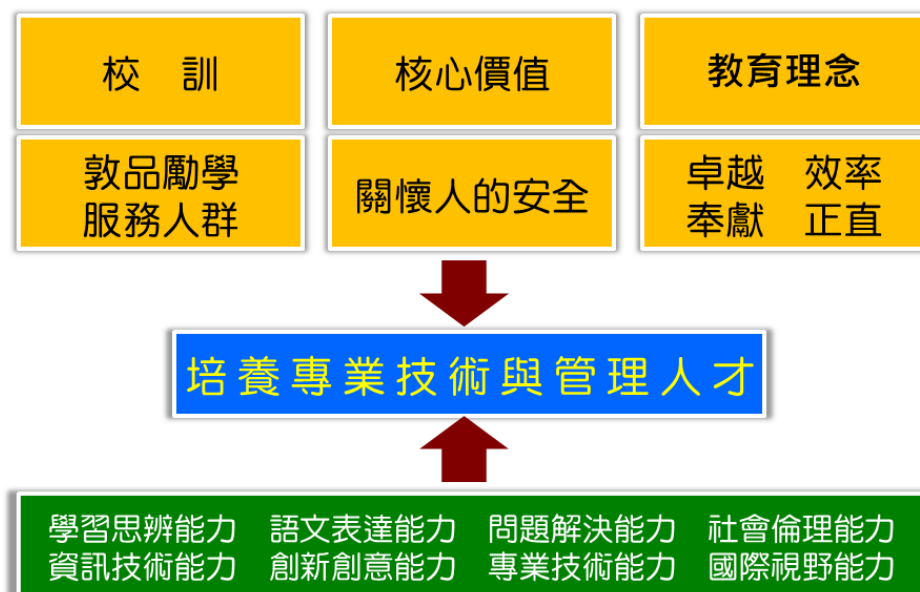 校 訓
核心價值
教育理念
敦品勵學
服務人群
關懷人的安全
卓越 效率
奉獻 正直
培養專業技術與管理人才
學習思辨能力 語文表達能力 問題解決能力 社會倫理能力
資訊技術能力 創新創意能力 專業技術能力 國際視野能力